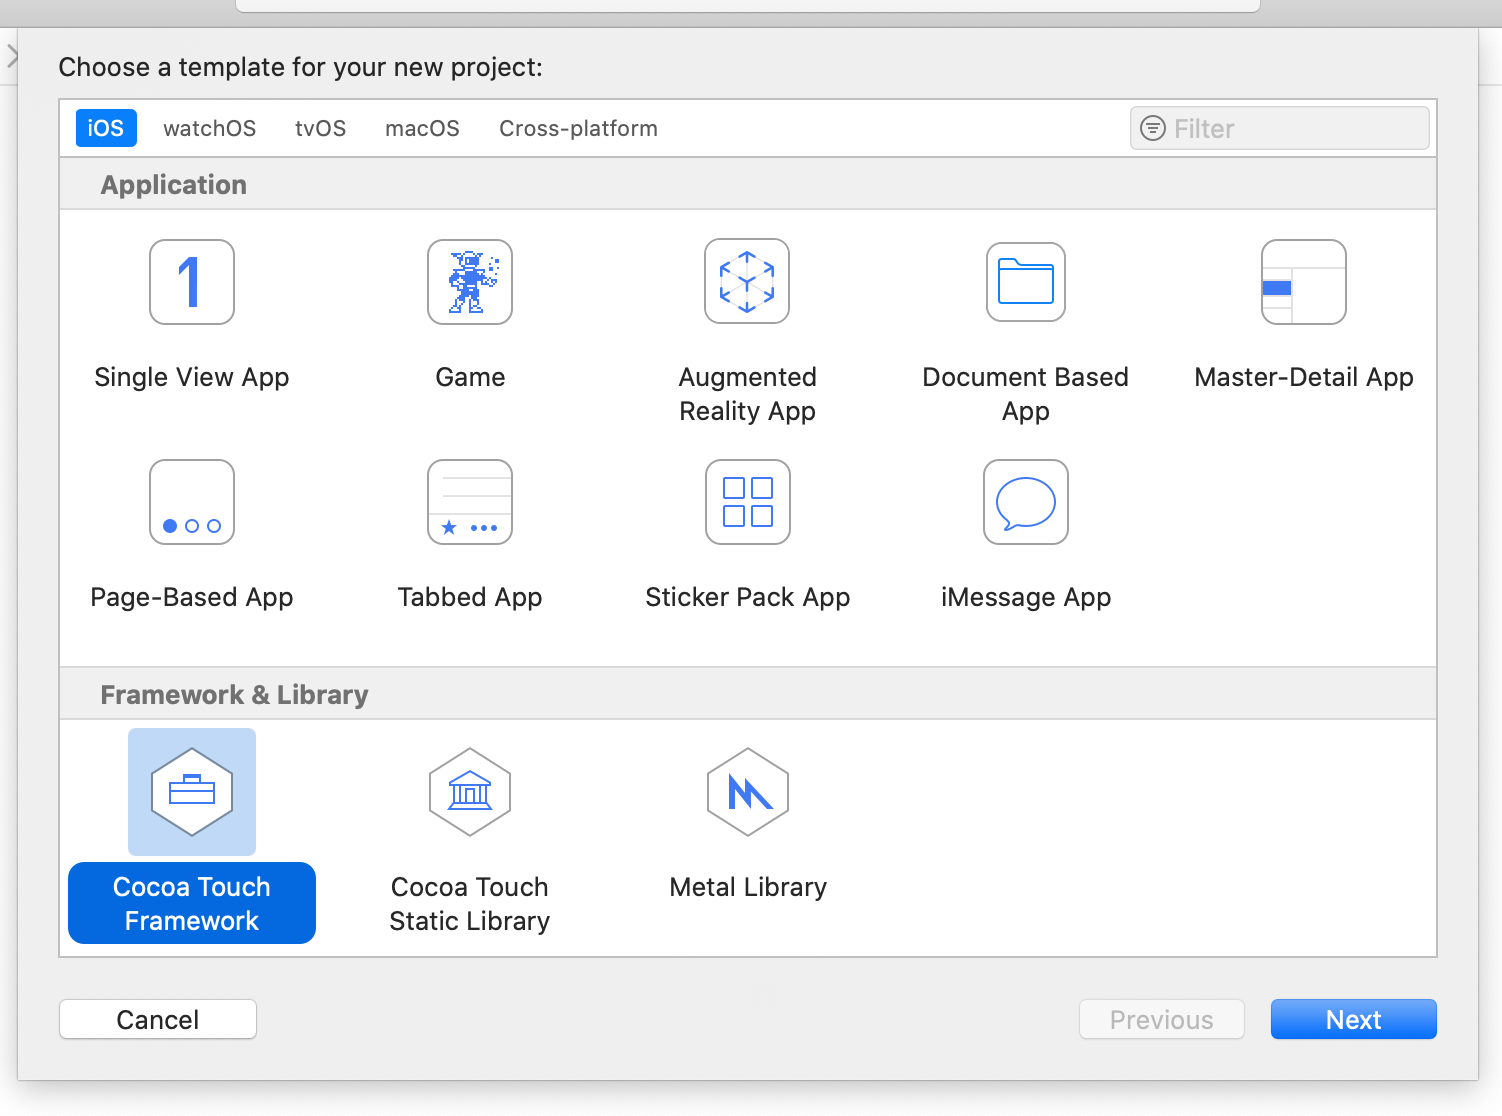 Choose a template for your new project:
iOS watchOS tvOS macOS Cross-platform Filter
Application
1
Single View App Game Augmented Reality App Document Based App Master-Detail App
Page-Based App Tabbed App Sticker Pack App iMessage App
Framework & Library
Cocoa Touch Framework Cocoa Touch Static Library Metal Library
Cancel Previous Next